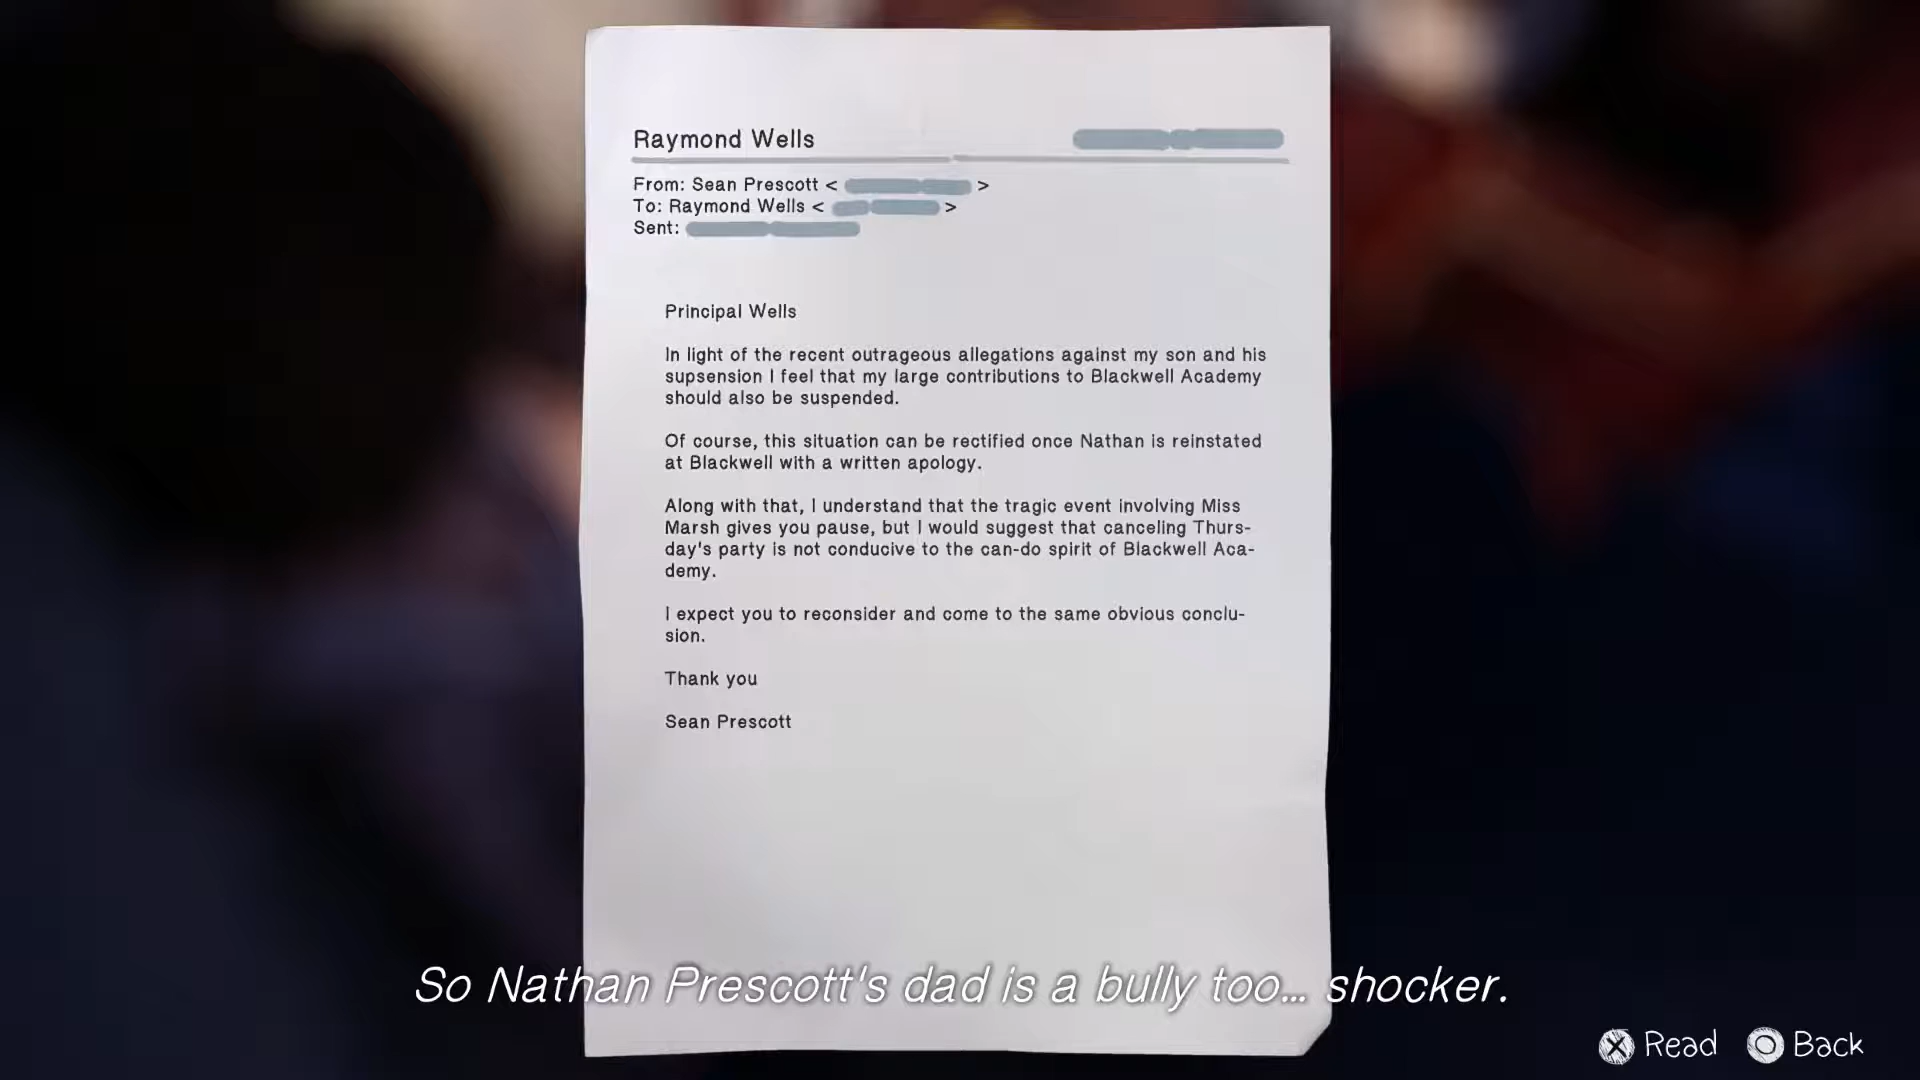 Raymond Wells
From: Sean Prescott < >
To: Raymond Wells < >
Sent:
Principal Wells
In light of the recent outrageous allegations against my son and his
supsension I feel that my large contributions to Blackwell Academy
should also be suspended.
Of course, this situation can be rectified once Nathan is reinstated
at Blackwell with a written apology.
Along with that, I understand that the tragic event involving Miss
Marsh gives you pause, but I would suggest that canceling Thurs-
day's party is not conducive to the can-do spirit of Blackwell Aca-
demy.
I expect you to reconsider and come to the same obvious conclu-
sion.
Thank you
Sean Prescott
So Nathan Prescott's dad is a bully too... shocker.
Read Back